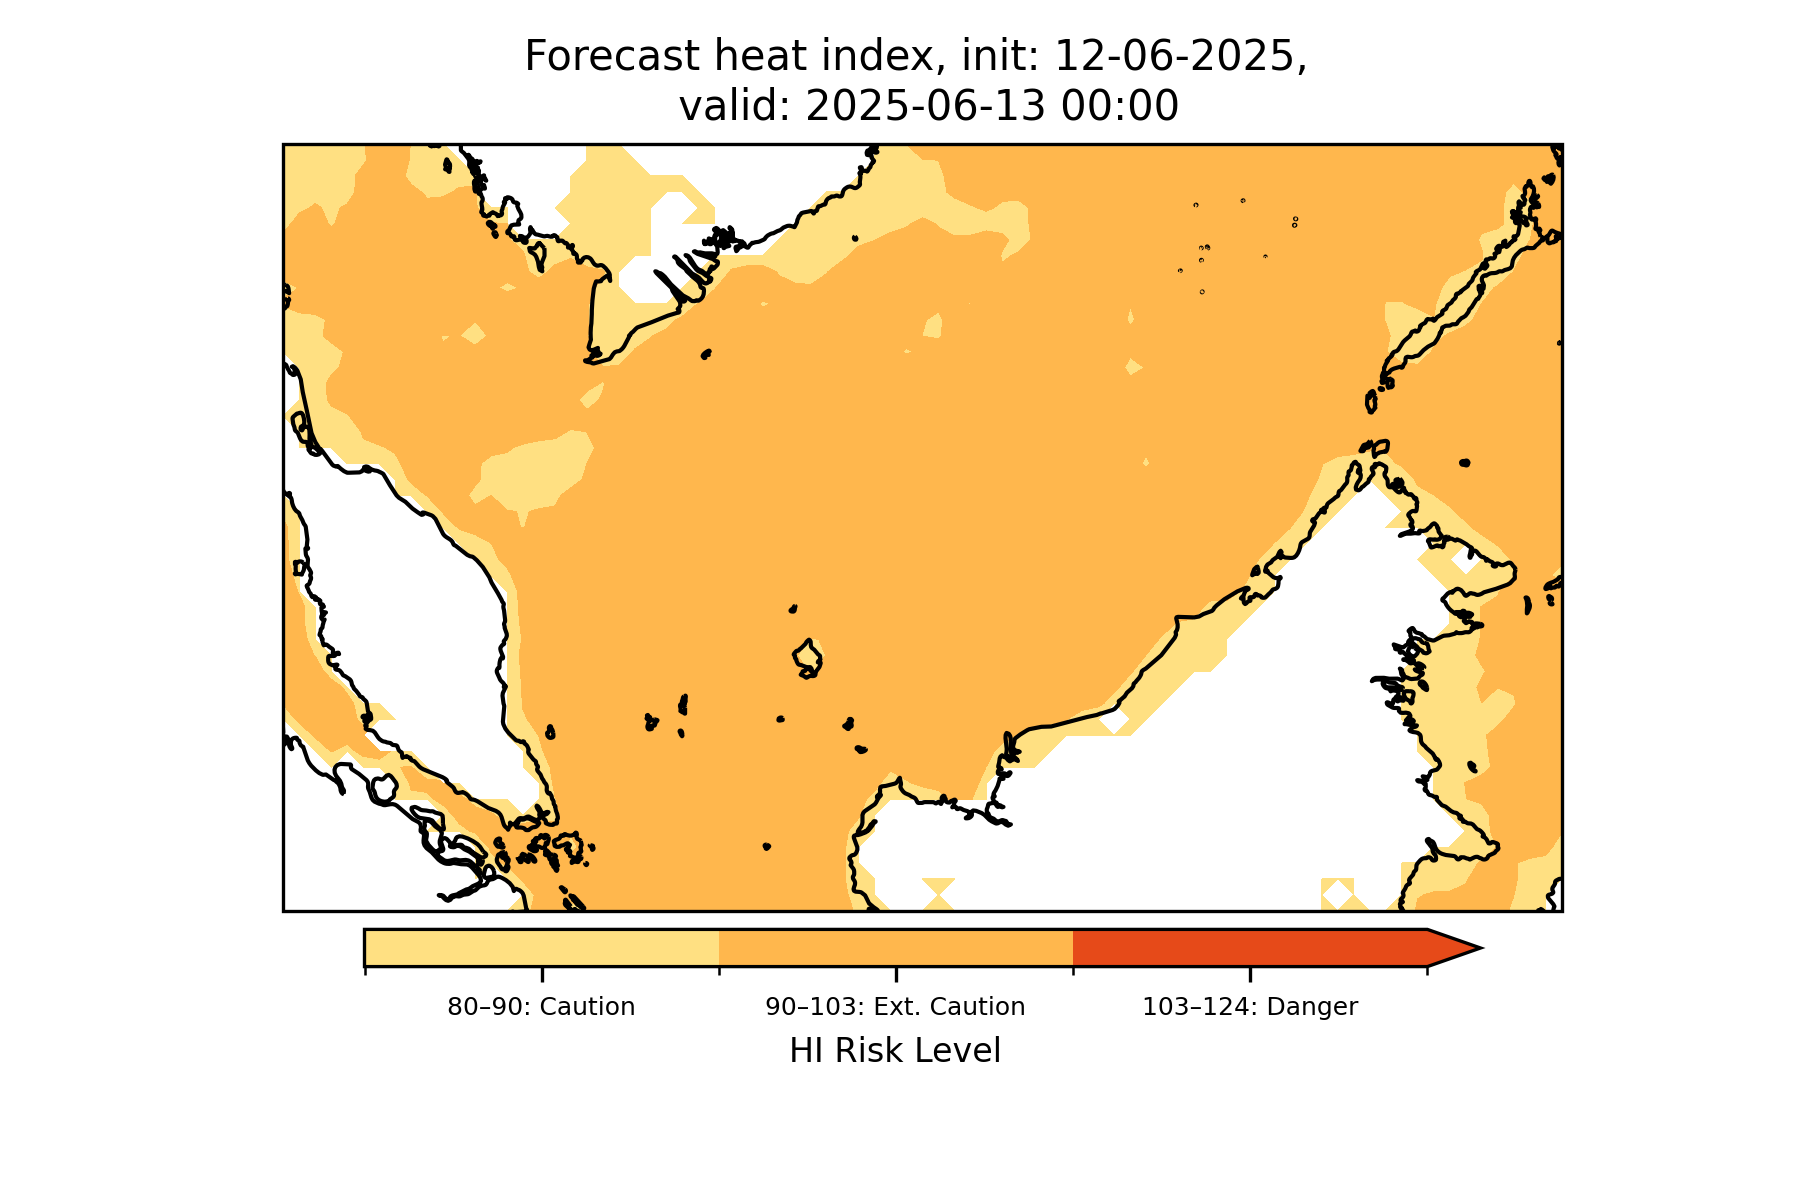 Forecast heat index, init: 12-06-2025,
valid: 2025-06-13 00:00
80–90: Caution
90–103: Ext. Caution
103–124: Danger
HI Risk Level